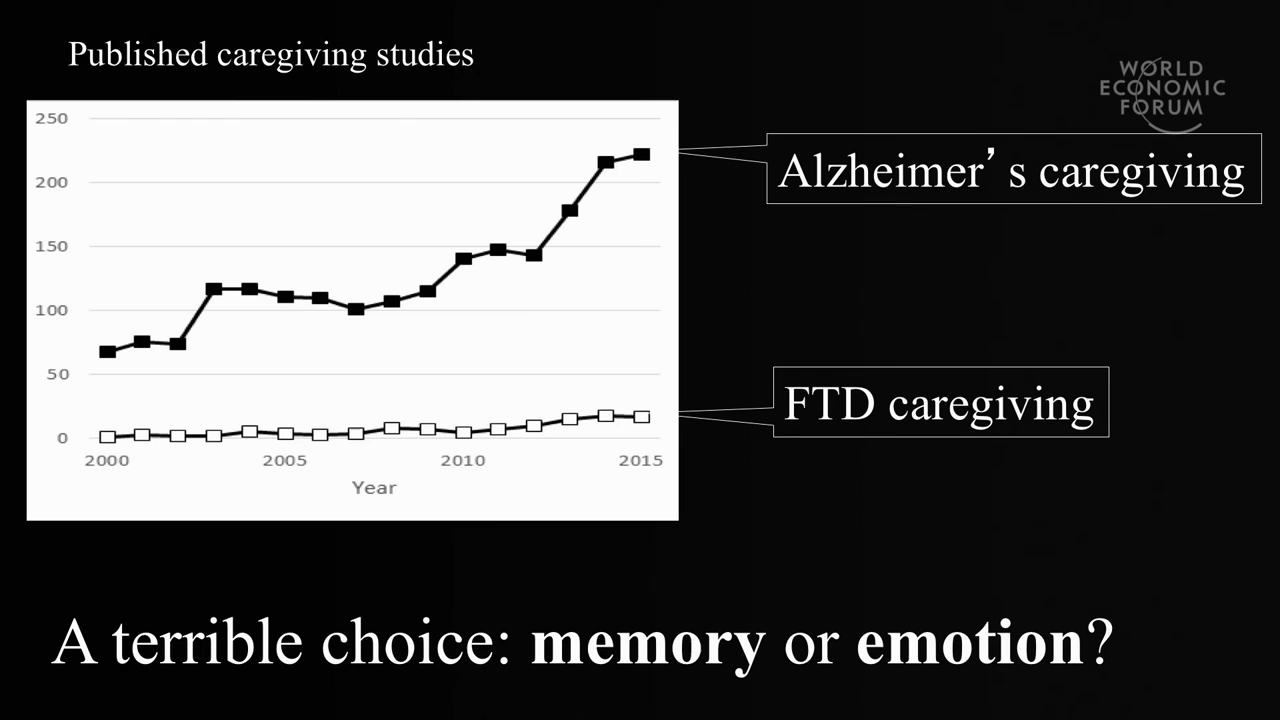 Published caregiving studies
WORLD
ECONOMIC
FORUM
250
200
150
100
50
0
2000 2005 2010 2015
Year
Alzheimer’s caregiving
FTD caregiving
A terrible choice: memory or emotion?